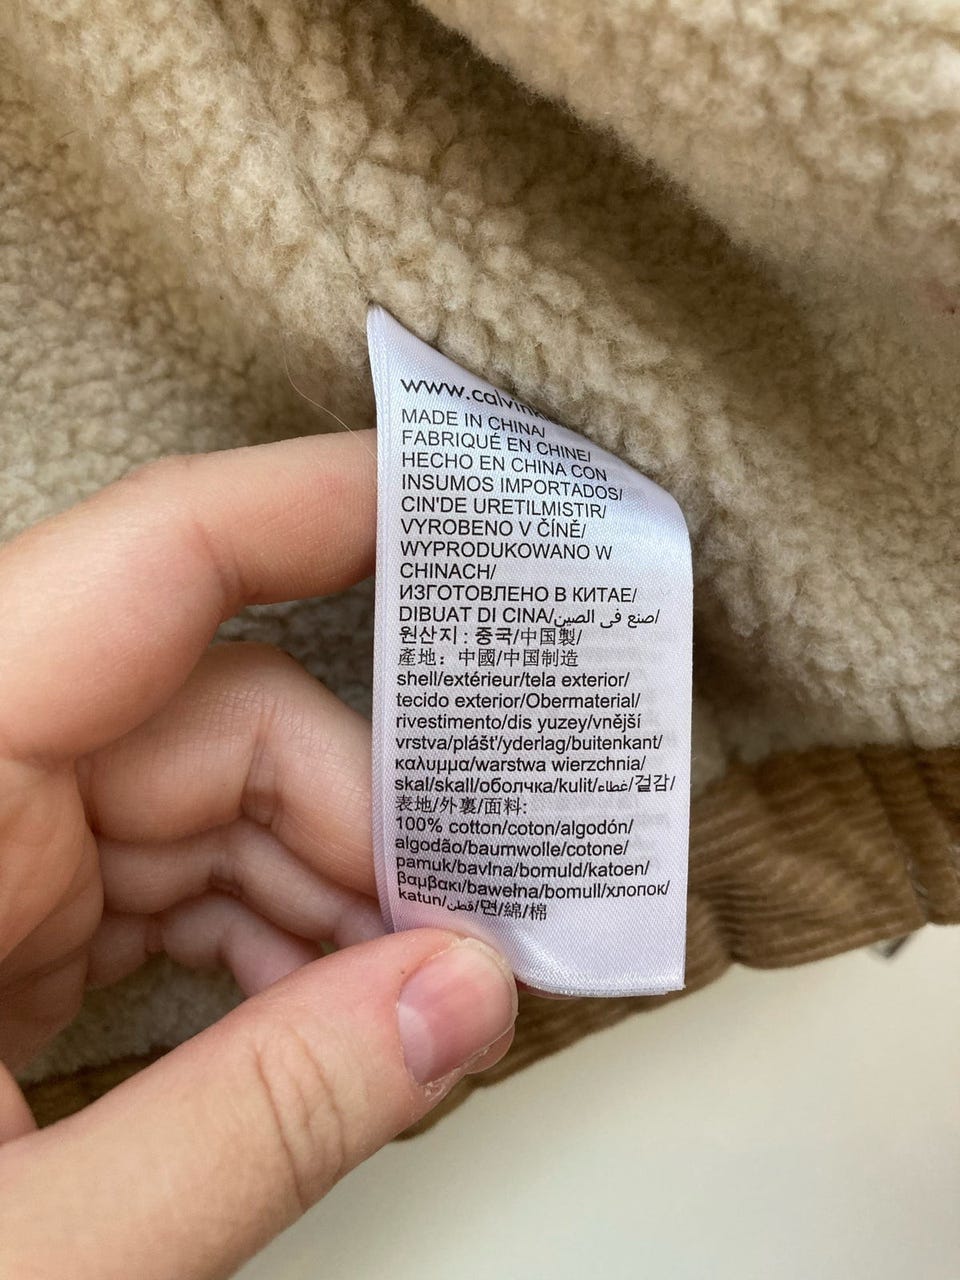 www.calvink
MADE IN CHINA/
FABRIQUÉ EN CHINE/
HECHO EN CHINA CON
INSUMOS IMPORTADOS/
CIN'DE URETILMISTIR/
VYROBENO V ČÍNĚ/
WYPRODUKOWANO W
CHINACH/
ИЗГОТОВЛЕНО В КИТАЕ/
DIBUAT DI CINA/صنع في الصين/
원산지 : 중국/中国製/
產地：中國/中国制造
shell/extérieur/tela exterior/
tecido exterior/Obermaterial/
rivestimento/dis yuzey/vnější
vrstva/plášt'/yderlag/buitenkant/
καλυμμα/warstwa wierzchnia/
skal/skall/оболчка/kulit/غطاء/겉감/
表地/外裏/面料:
100% cotton/coton/algodón/
algodão/baumwolle/cotone/
pamuk/bavlna/bomuld/katoen/
βαμβακι/bawełna/bomull/хлопок/
katun/قطن/면/綿/棉